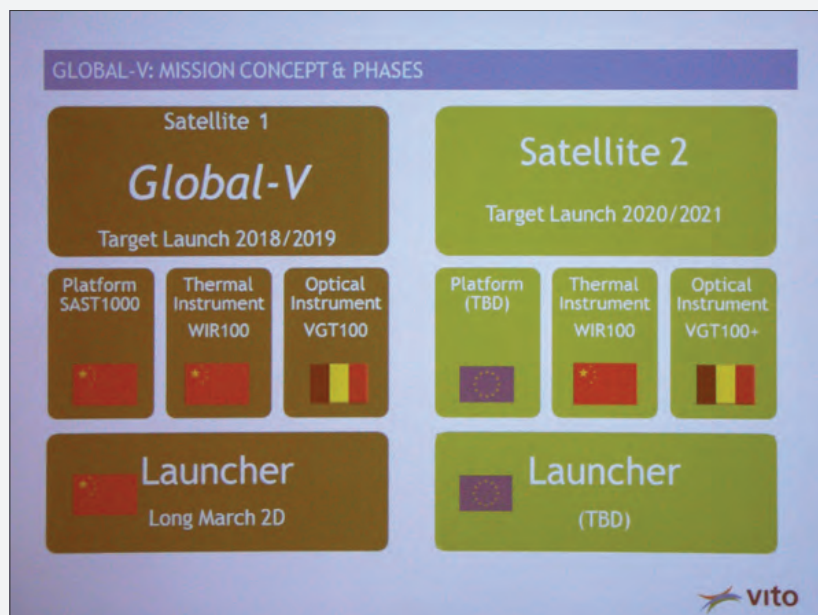 GLOBAL-V: MISSION CONCEPT & PHASES
Satellite 1
Global-V
Target Launch 2018/2019
Satellite 2
Target Launch 2020/2021
Platform
SAST1000
Thermal
Instrument
WIR100
Optical
Instrument
VGT100
Platform
(TBD)
Thermal
Instrument
WIR100
Optical
Instrument
VGT100+
Launcher
Long March 2D
Launcher
(TBD)
vito